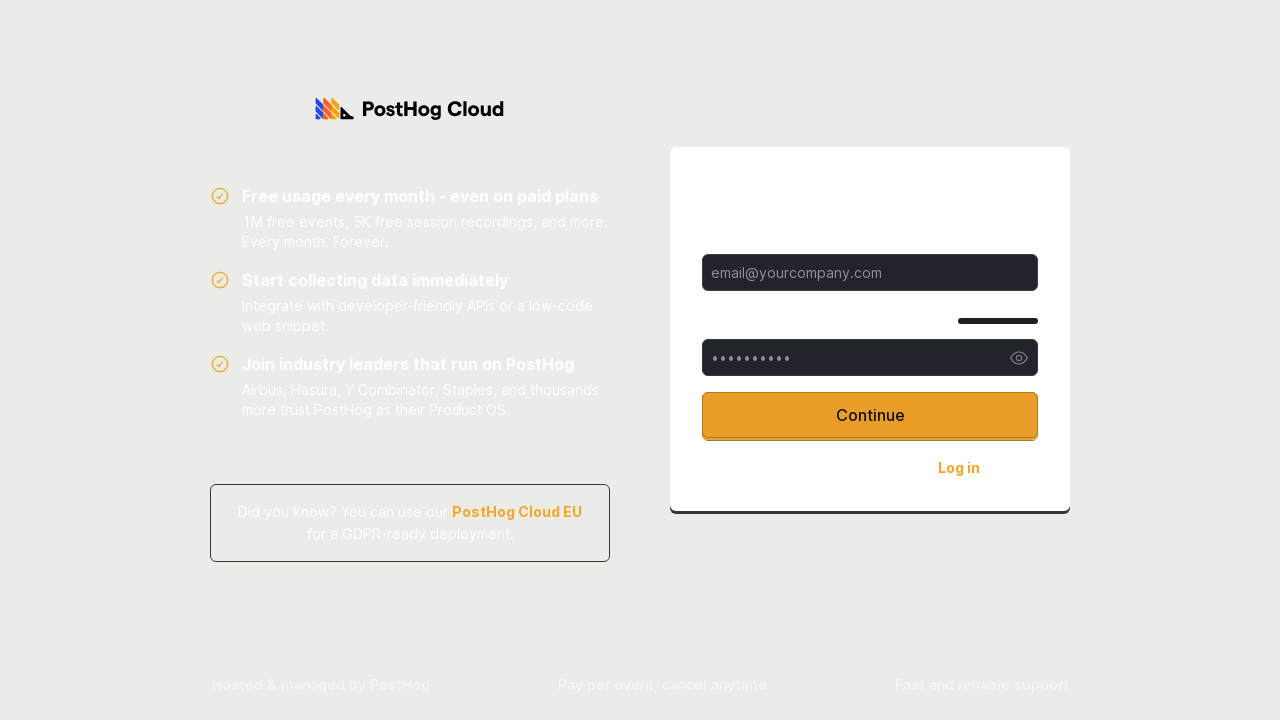 PostHog Cloud
Free usage every month - even on paid plans
1M free events, 5K free session recordings, and more.
Every month. Forever.
Start collecting data immediately
Integrate with developer-friendly APIs or a low-code
web snippet.
Join industry leaders that run on PostHog
Airbus, Hasura, Y Combinator, Staples, and thousands
more trust PostHog as their Product OS.
Did you know? You can use our PostHog Cloud EU
for a GDPR-ready deployment.
email@yourcompany.com
••••••••••
Continue
Log in
Hosted & managed by PostHog
Pay per event, cancel anytime
Fast and reliable support